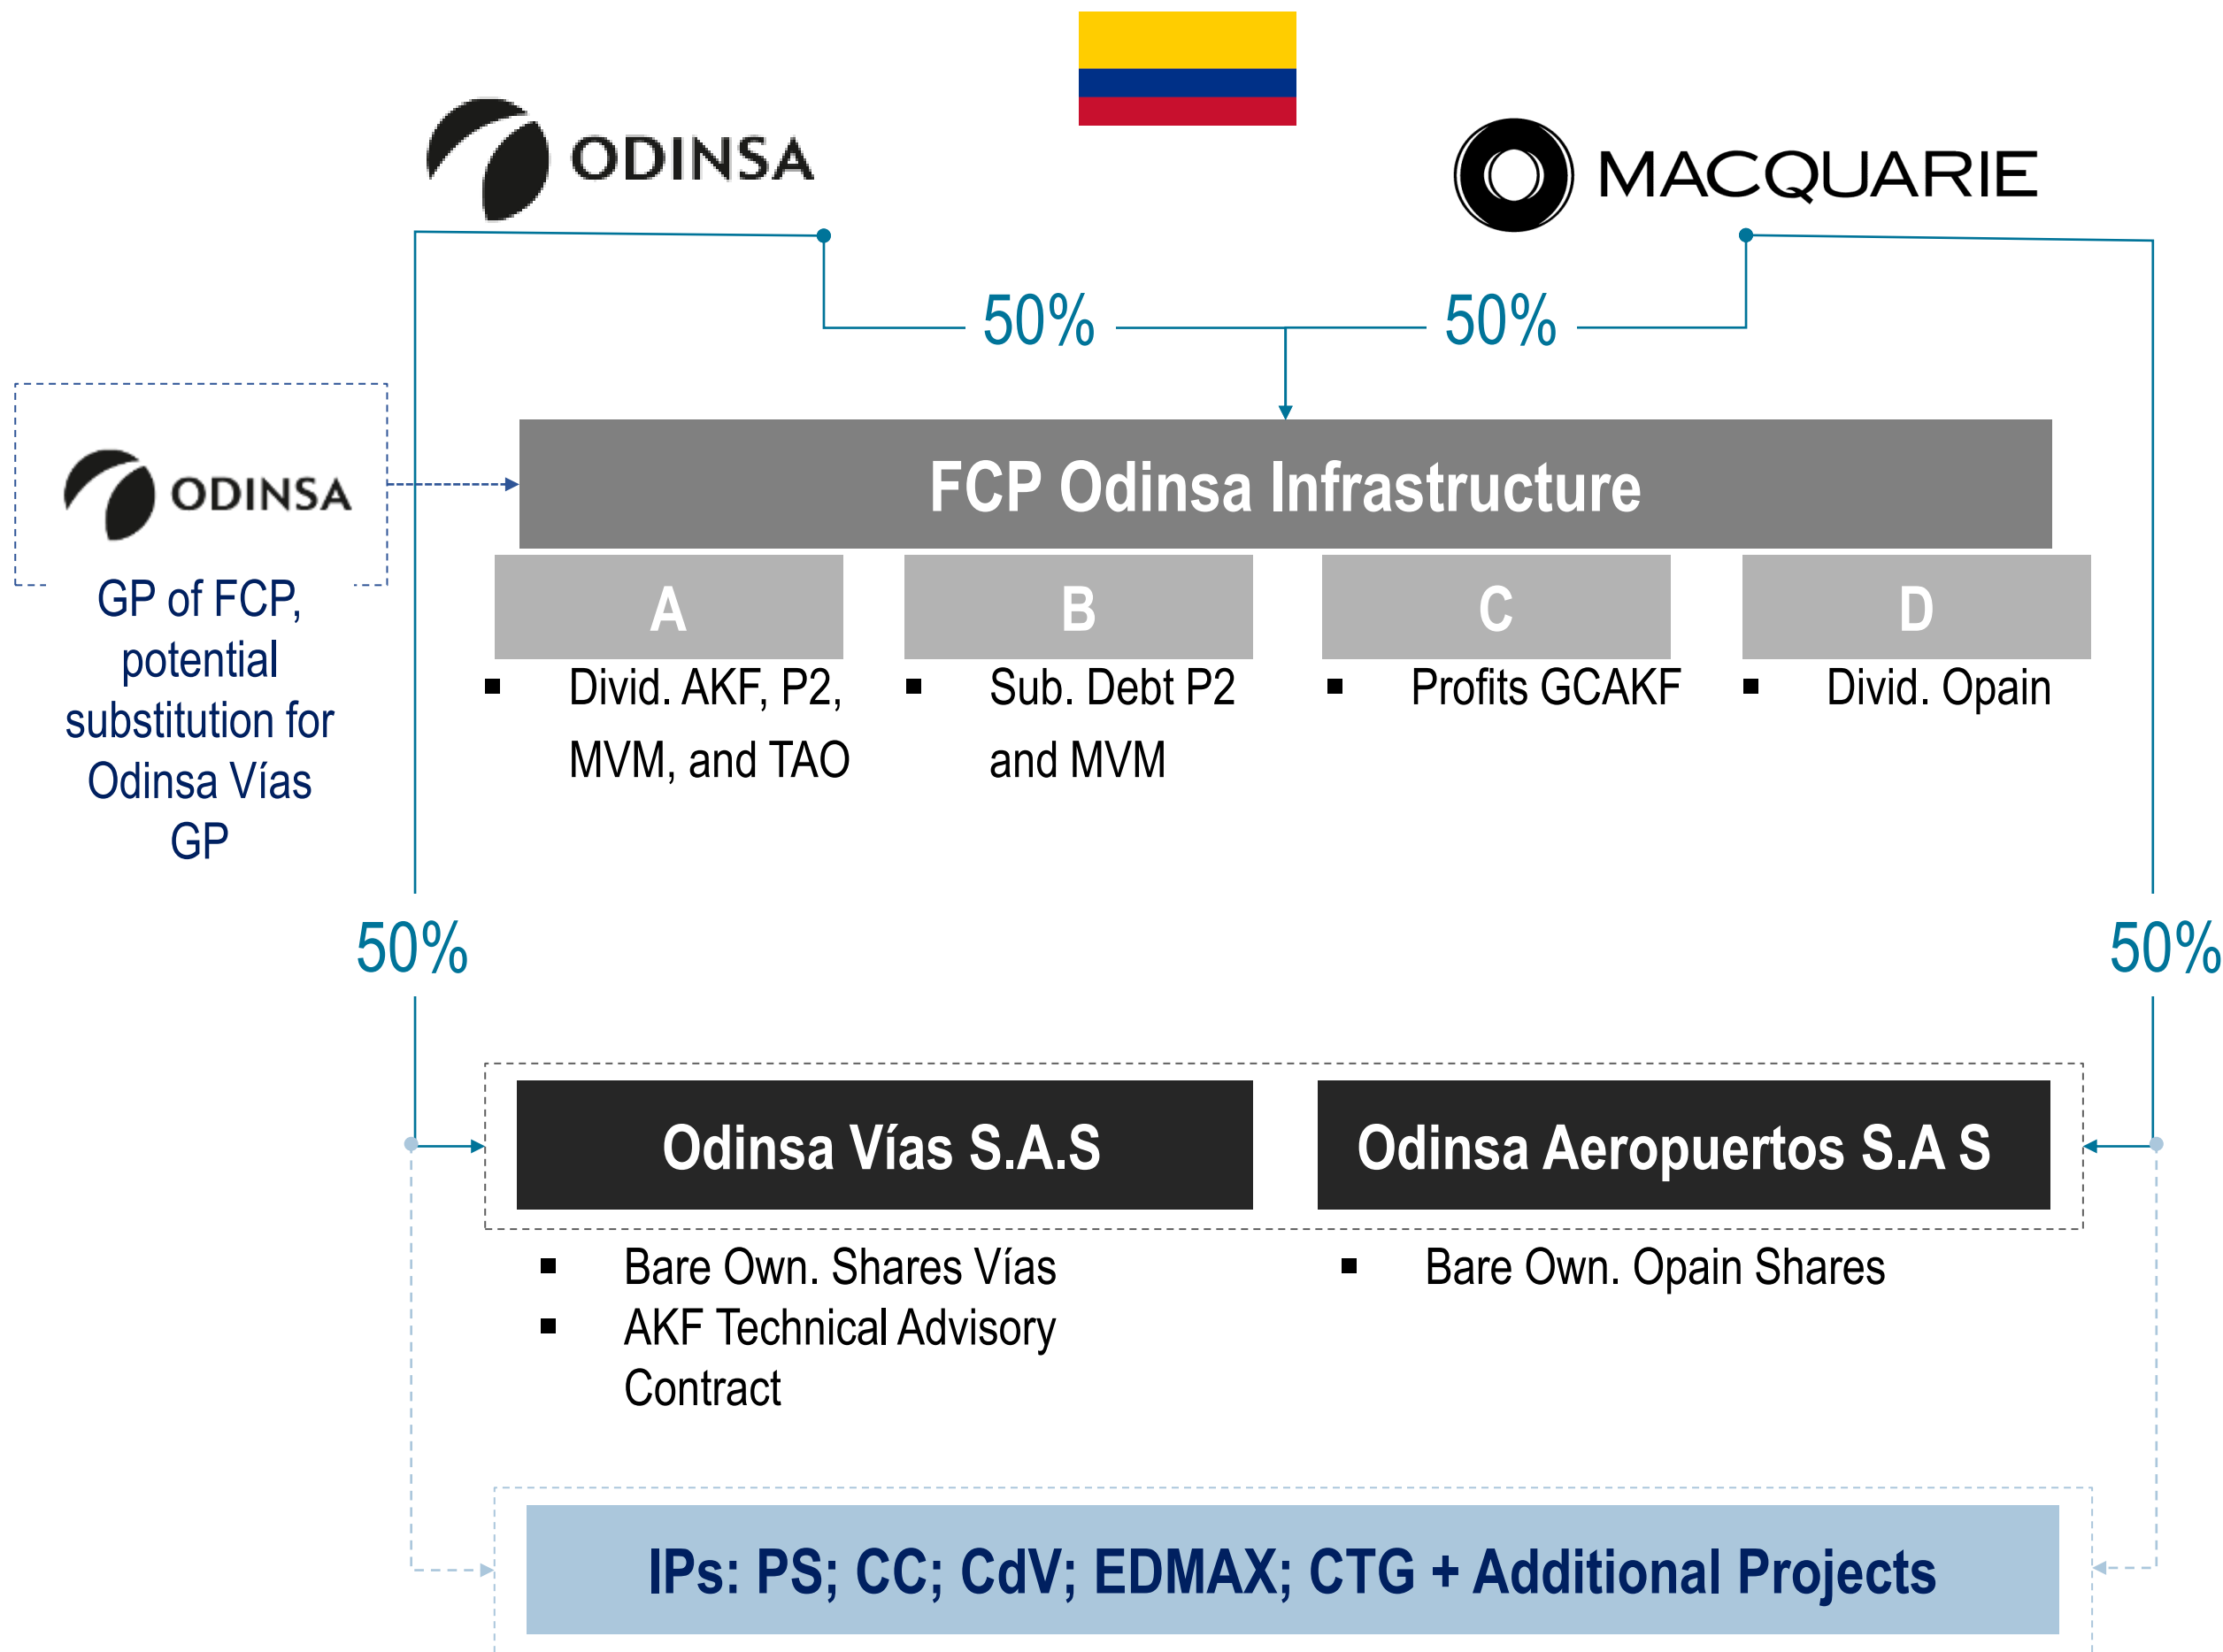 ODINSA
MACQUARIE
50%
50%
ODINSA
GP of FCP,
potential
substitution for
Odinsa Vías
GP
FCP Odinsa Infrastructure
A
B
C
D
▪ Divid. AKF, P2,
MVM, and TAO
▪ Sub. Debt P2
and MVM
▪ Profits GCAKF
▪ Divid. Opain
50%
50%
Odinsa Vías S.A.S
Odinsa Aeropuertos S.A S
▪ Bare Own. Shares Vías
▪ AKF Technical Advisory
Contract
▪ Bare Own. Opain Shares
IPs: PS; CC; CdV; EDMAX; CTG + Additional Projects